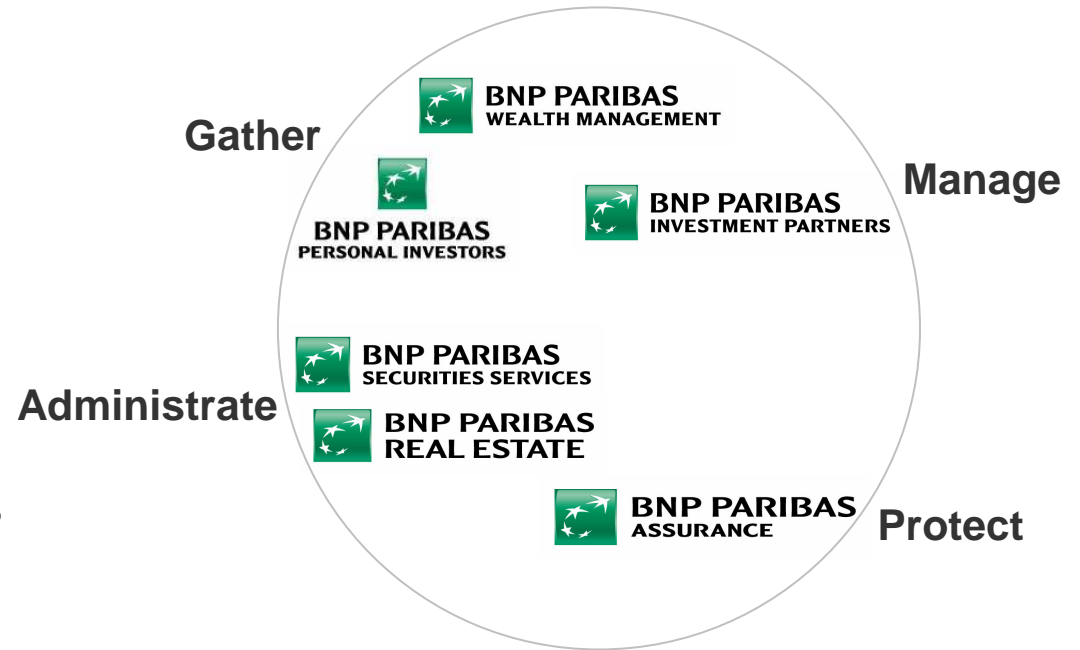 BNP PARIBAS
WEALTH MANAGEMENT
Gather
BNP PARIBAS
PERSONAL INVESTORS
Manage
BNP PARIBAS
INVESTMENT PARTNERS
BNP PARIBAS
SECURITIES SERVICES
Administrate
BNP PARIBAS
REAL ESTATE
BNP PARIBAS
ASSURANCE
Protect